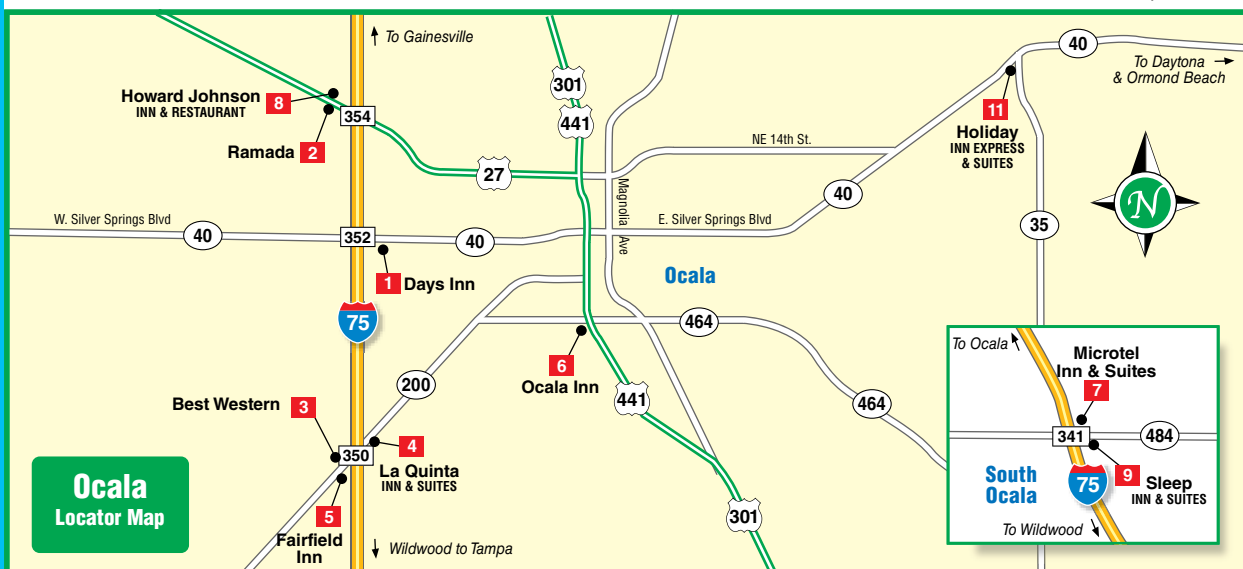 To Gainesville
301
441
40
To Daytona
& Ormond Beach
Howard Johnson
INN & RESTAURANT
8
354
Ramada 2
27
NE 14th St.
11
Holiday
INN EXPRESS
& SUITES
N
W. Silver Springs Blvd
40
352
40
Magnolia Ave
E. Silver Springs Blvd
40
35
1 Days Inn
Ocala
75
464
6
Ocala Inn
200
441
464
Best Western 3
350
4
La Quinta
INN & SUITES
5
Fairfield
Inn
301
Wildwood to Tampa
Ocala
Locator Map
To Ocala
Microtel
Inn & Suites
7
341
484
9 Sleep
INN & SUITES
South
Ocala
75
To Wildwood